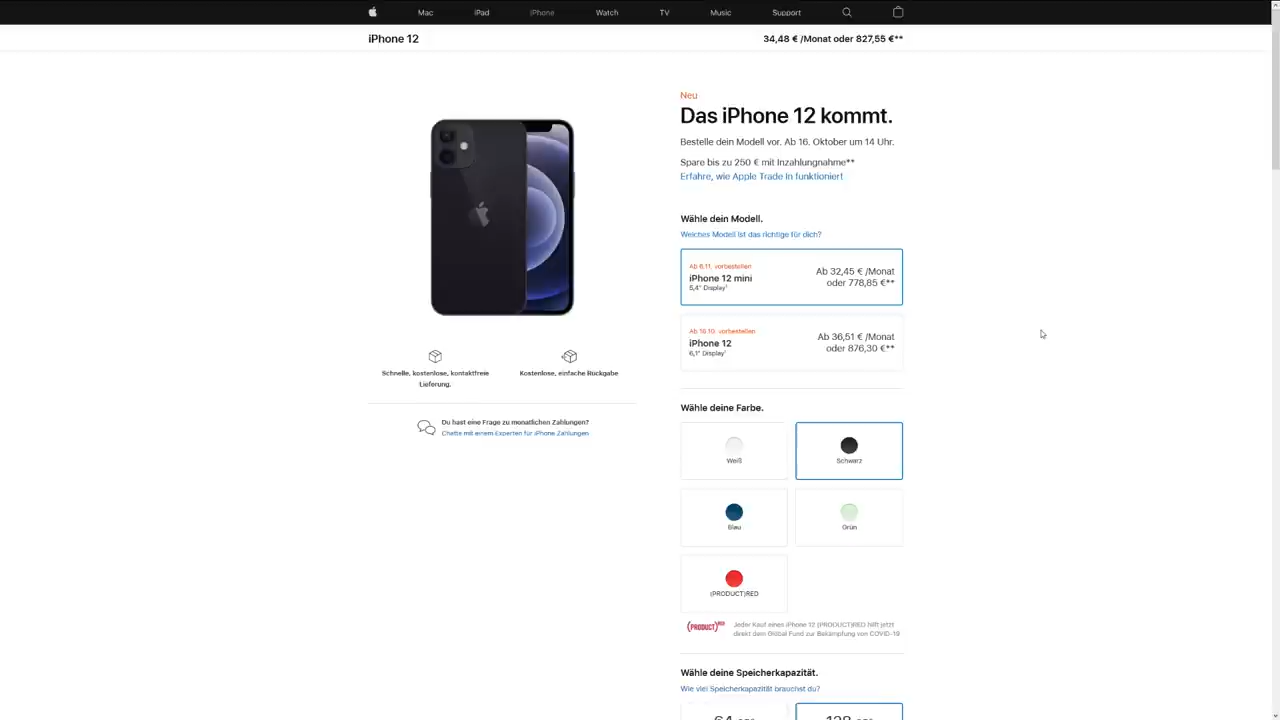 Mac iPad iPhone Watch TV Music Support
iPhone 12
34,48 € /Monat oder 827,55 €**
Neu
Das iPhone 12 kommt.
Bestelle dein Modell vor. Ab 16. Oktober um 14 Uhr.
Spare bis zu 250 € mit Inzahlungnahme**
Erfahre, wie Apple Trade In funktioniert
Wähle dein Modell.
Welches Modell ist das richtige für dich?
Ab 6.11. vorbestellen
iPhone 12 mini
5,4" Display¹
Ab 32,45 € /Monat
oder 778,85 €**
Ab 16.10. vorbestellen
iPhone 12
6,1" Display¹
Ab 36,51 € /Monat
oder 876,30 €**
Schnelle, kostenlose, kontaktfreie
Lieferung.
Kostenlose, einfache Rückgabe
Du hast eine Frage zu monatlichen Zahlungen?
Chatte mit einem Experten für iPhone Zahlungen
Wähle deine Farbe.
Weiß
Schwarz
Blau
Grün
(PRODUCT)RED
(PRODUCT)RED
Jeder Kauf eines iPhone 12 (PRODUCT)RED hilft jetzt
direkt dem Global Fund zur Bekämpfung von COVID-19
Wähle deine Speicherkapazität.
Wie viel Speicherkapazität brauchst du?